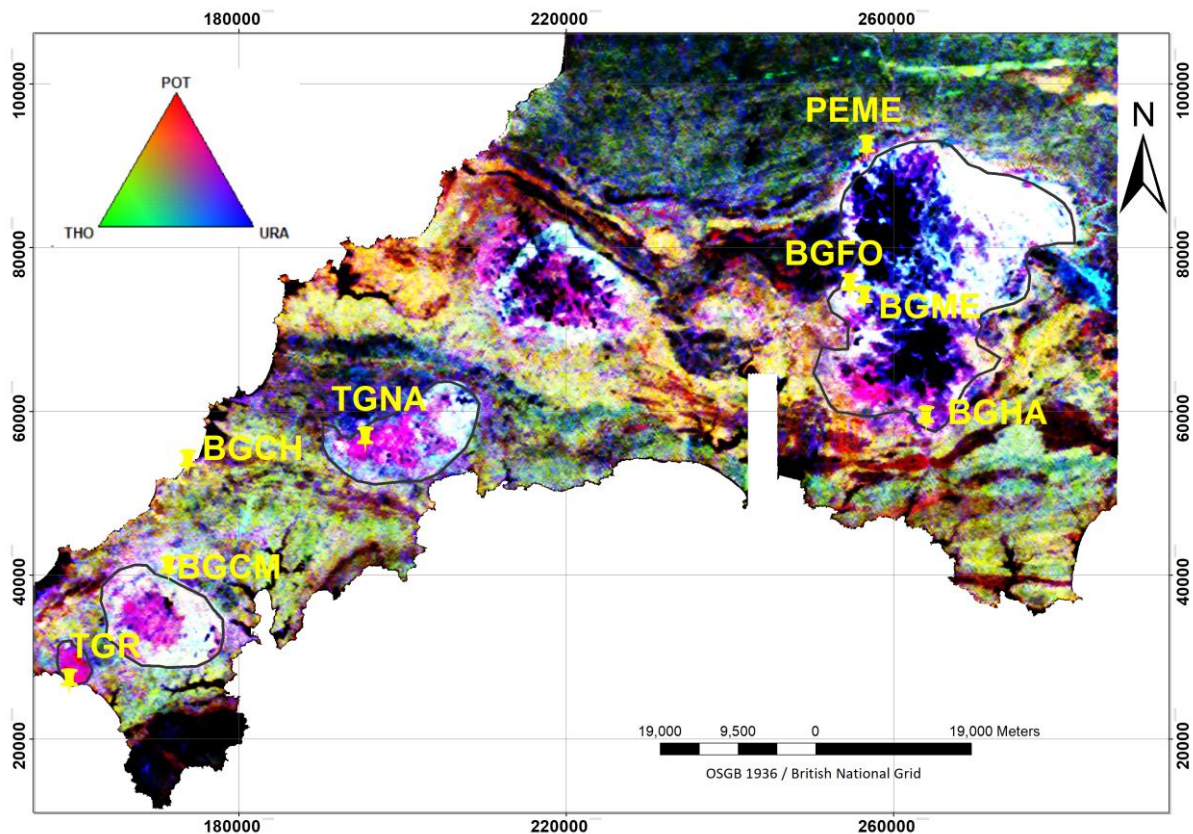 180000 220000 260000
100000
100000
POT
THO URA
PEME
N
80000
80000
BGFO
BGME
TGNA
BGHA
60000
60000
BGCH
BGCM
40000
40000
TGR
19,000 9,500 0 19,000 Meters
OSGB 1936 / British National Grid
20000
20000
180000 220000 260000